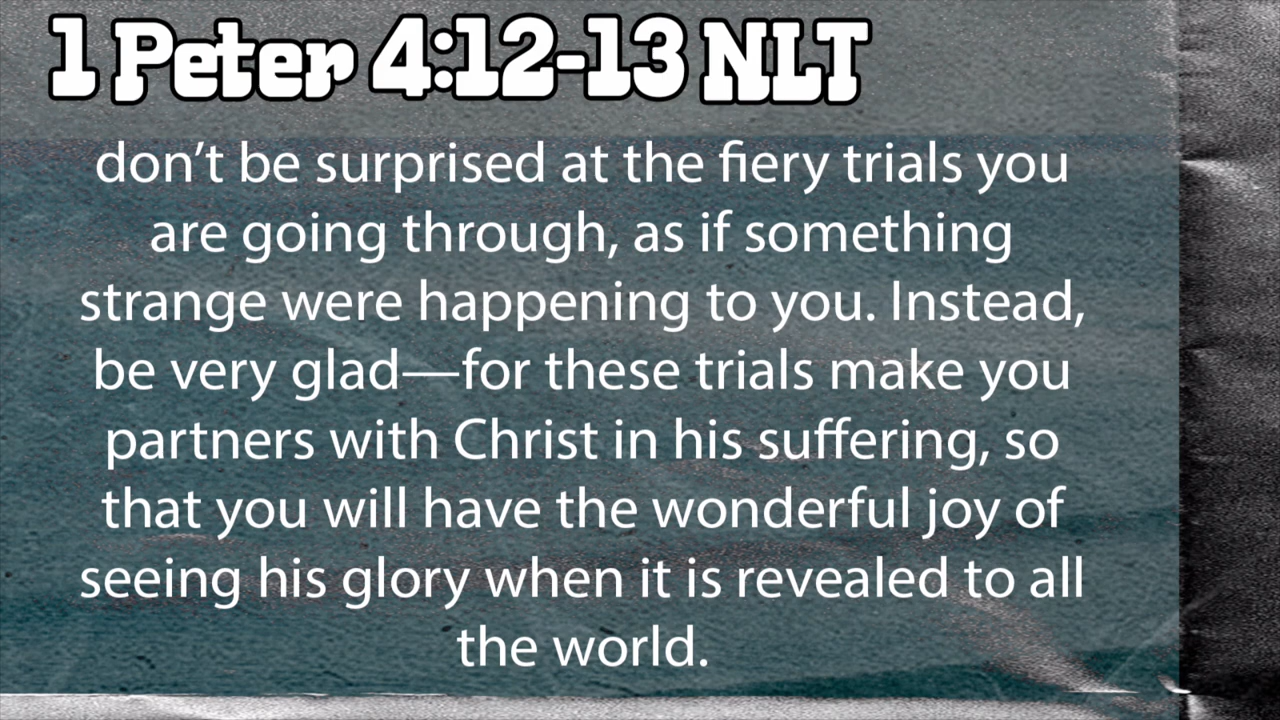 1 Peter 4:12-13 NLT
don’t be surprised at the fiery trials you
are going through, as if something
strange were happening to you. Instead,
be very glad—for these trials make you
partners with Christ in his suffering, so
that you will have the wonderful joy of
seeing his glory when it is revealed to all
the world.